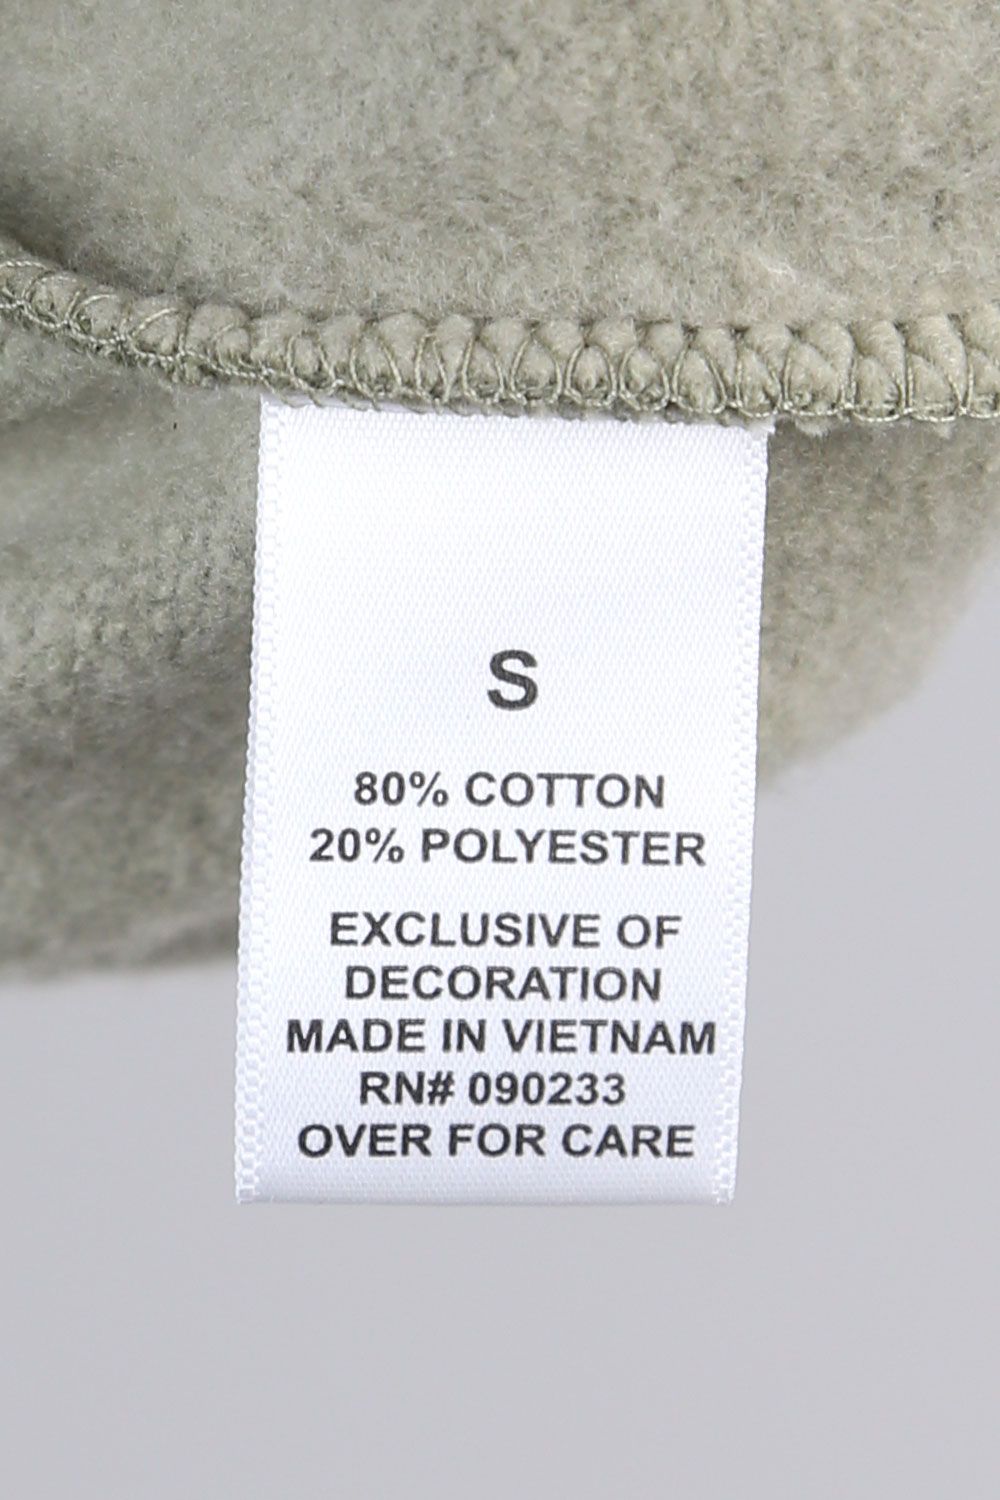 S
80% COTTON
20% POLYESTER
EXCLUSIVE OF
DECORATION
MADE IN VIETNAM
RN# 090233
OVER FOR CARE